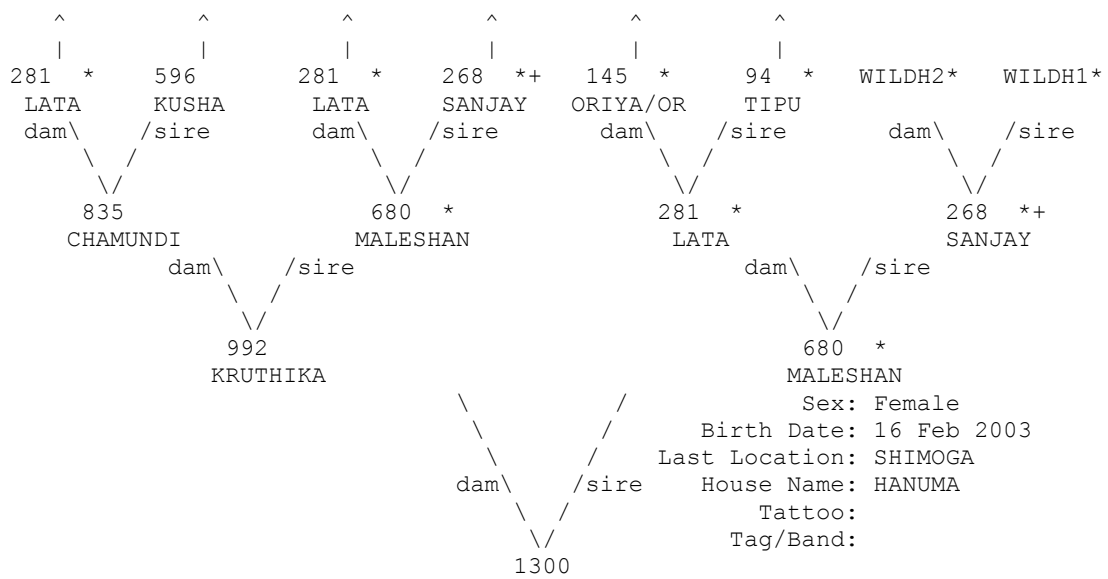 ^ ^ ^ ^ ^ ^
| | | | | |
281 * 596 281 * 268 *+ 145 * 94 * WILDH2* WILDH1*
LATA KUSHA LATA SANJAY ORIYA/OR TIPU
dam\ /sire dam\ /sire dam\ /sire dam\ /sire
\ / \ / \ / \ /
\/ \/ \/ \/
835 680 * 281 * 268 *+
CHAMUNDI MALESHAN LATA SANJAY
dam\ /sire dam\ /sire
\ / \ /
\/ \/
992 680 *
KRUTHIKA MALESHAN
\ / Sex: Female
\ / Birth Date: 16 Feb 2003
\ / Last Location: SHIMOGA
dam\ /sire House Name: HANUMA
\ / Tattoo:
\/ Tag/Band:
1300